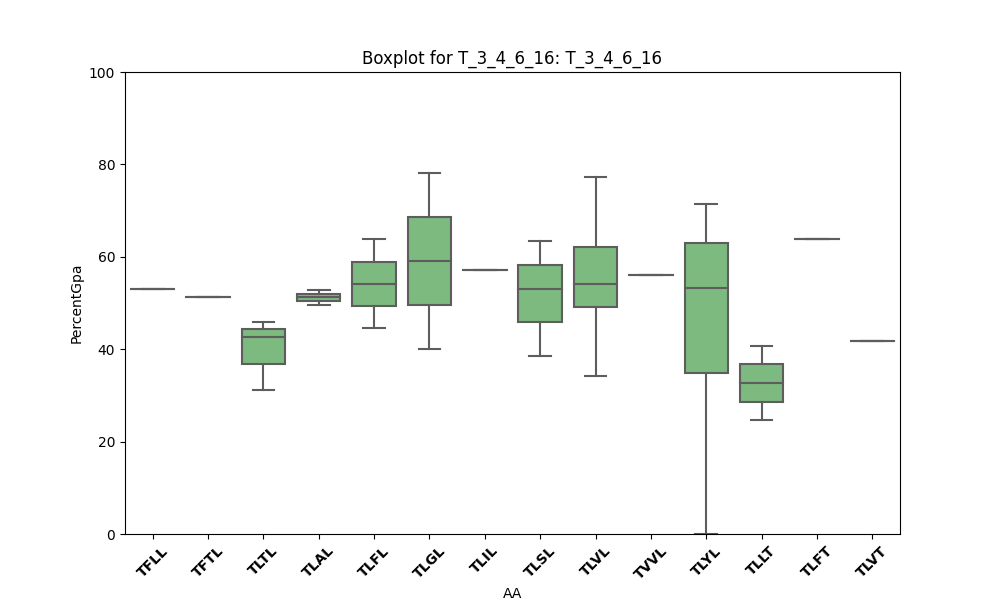 Boxplot for T_3_4_6_16: T_3_4_6_16
PercentGpa
100
80
60
40
20
0
TFLL TFTL TLTL TLAL TLFL TLGL TLIL TLSL TLVL TVVL TLYL TLLT TLFT TLVT
AA